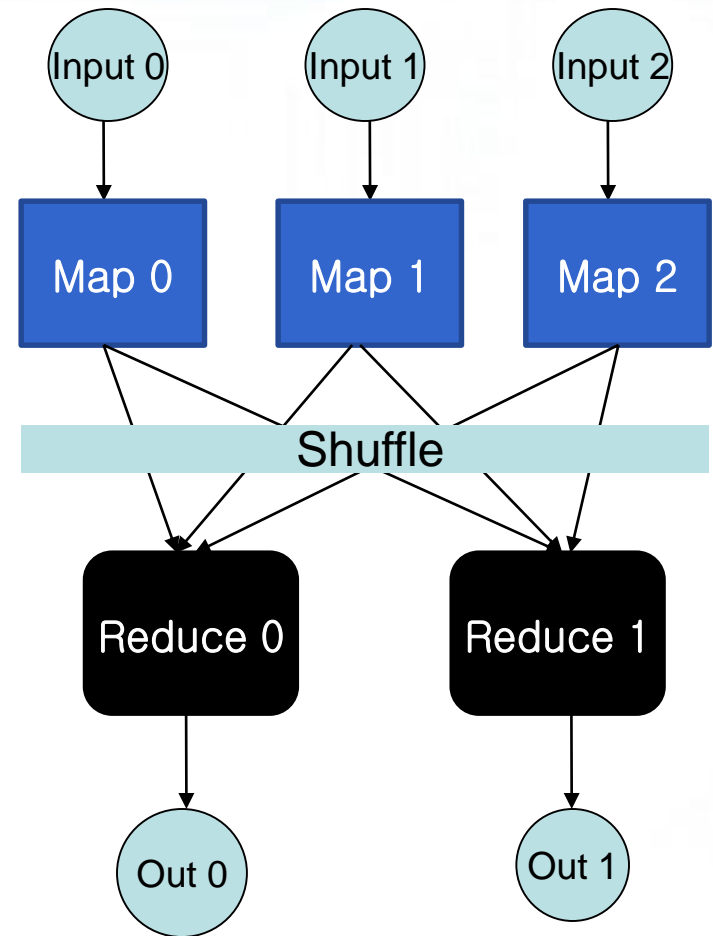 Input 0
Input 1
Input 2
Map 0
Map 1
Map 2
Shuffle
Reduce 0
Reduce 1
Out 0
Out 1